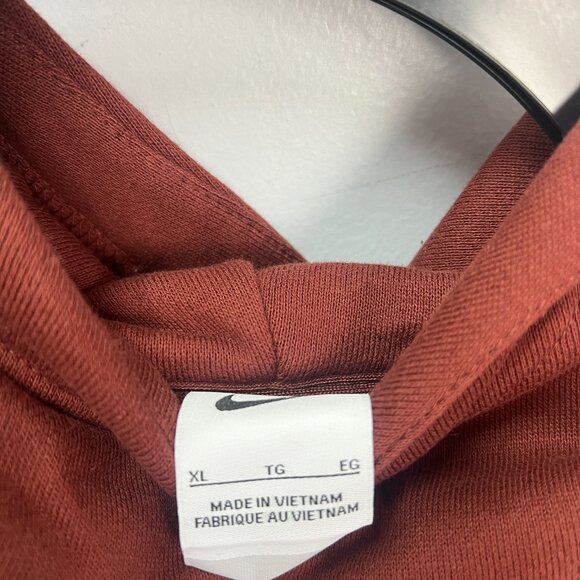 XL TG EG
MADE IN VIETNAM
FABRIQUE AU VIETNAM